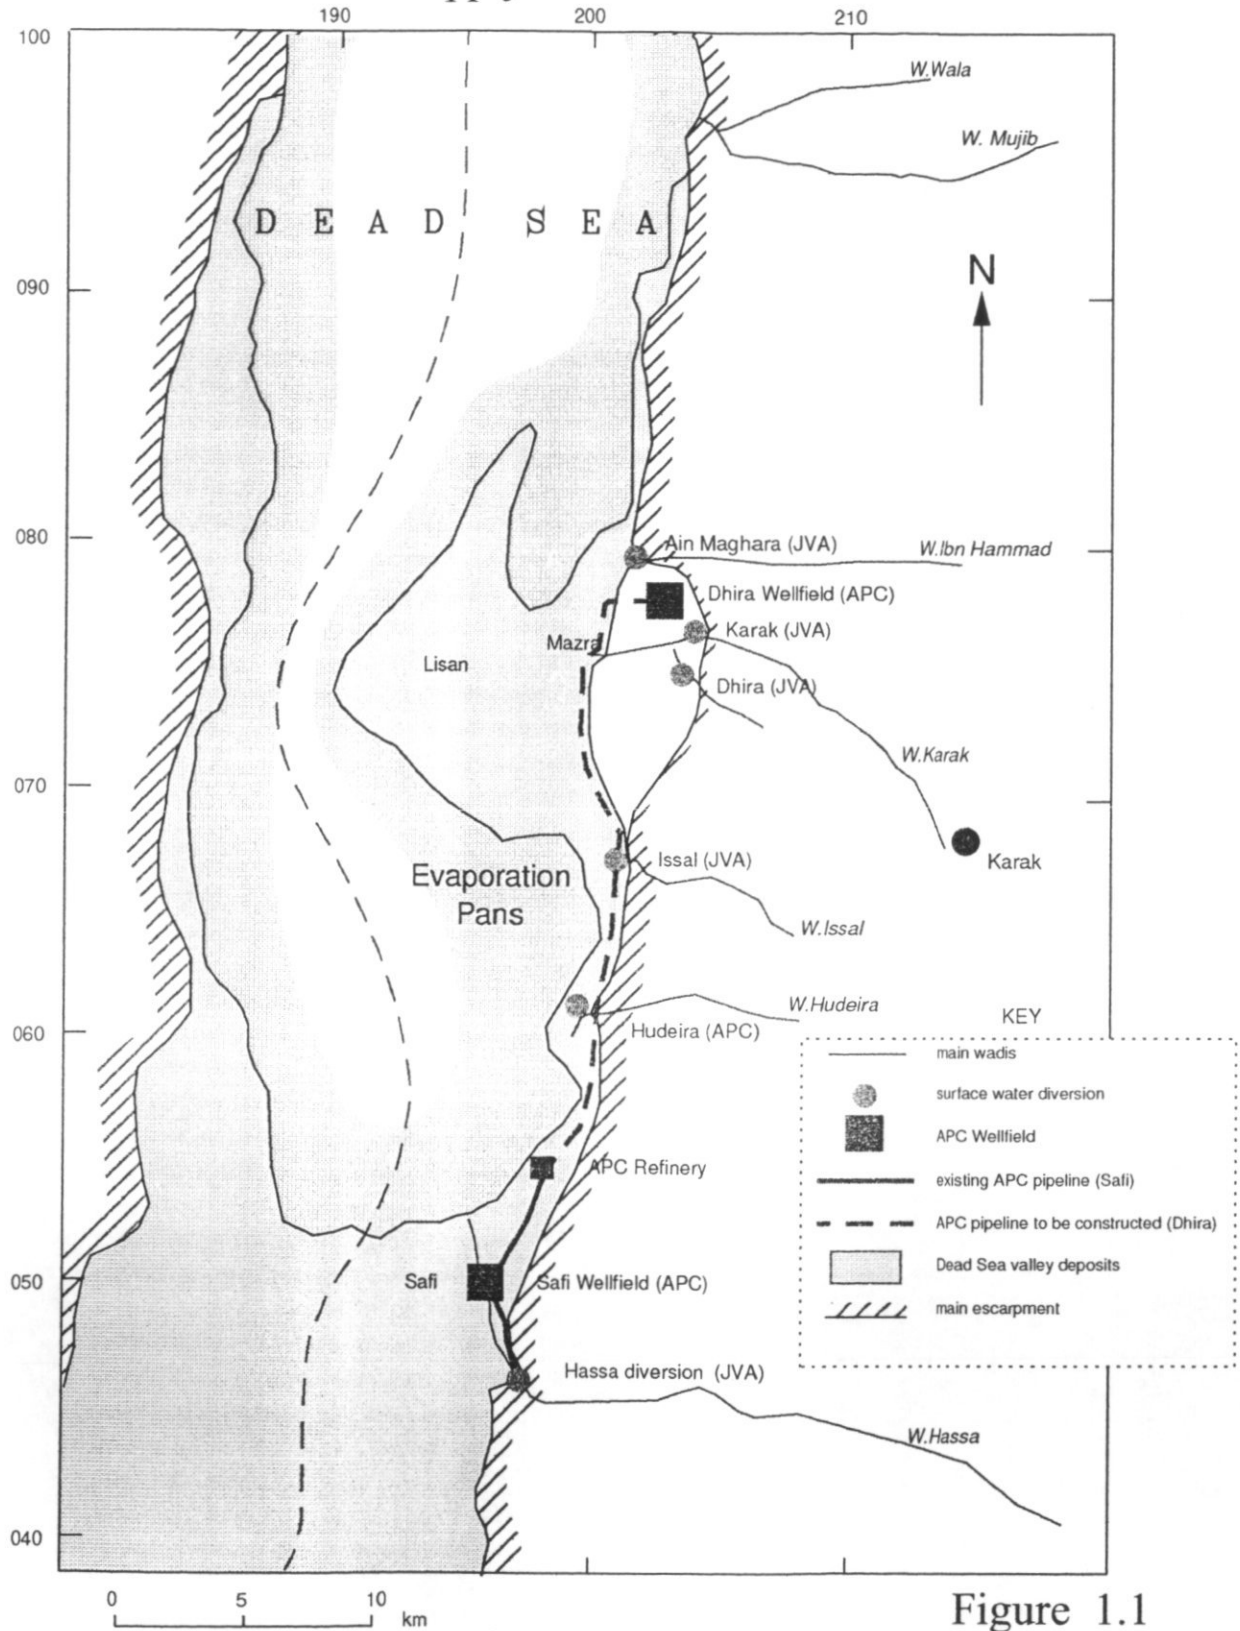 190 200 210
100
W.Wala
W. Mujib
DEAD SEA
N
090
080
Ain Maghara (JVA)
W.Ibn Hammad
Dhira Wellfield (APC)
Karak (JVA)
Mazra
Lisan
Dhira (JVA)
W.Karak
070
Issal (JVA)
Karak
Evaporation
Pans
W.Issal
W.Hudeira
KEY
060
Hudeira (APC)
main wadis
surface water diversion
APC Wellfield
APC Refinery
existing APC pipeline (Safi)
APC pipeline to be constructed (Dhira)
Dead Sea valley deposits
050
Safi
Safi Wellfield (APC)
main escarpment
Hassa diversion (JVA)
W.Hassa
040
0 5 10
km
Figure 1.1